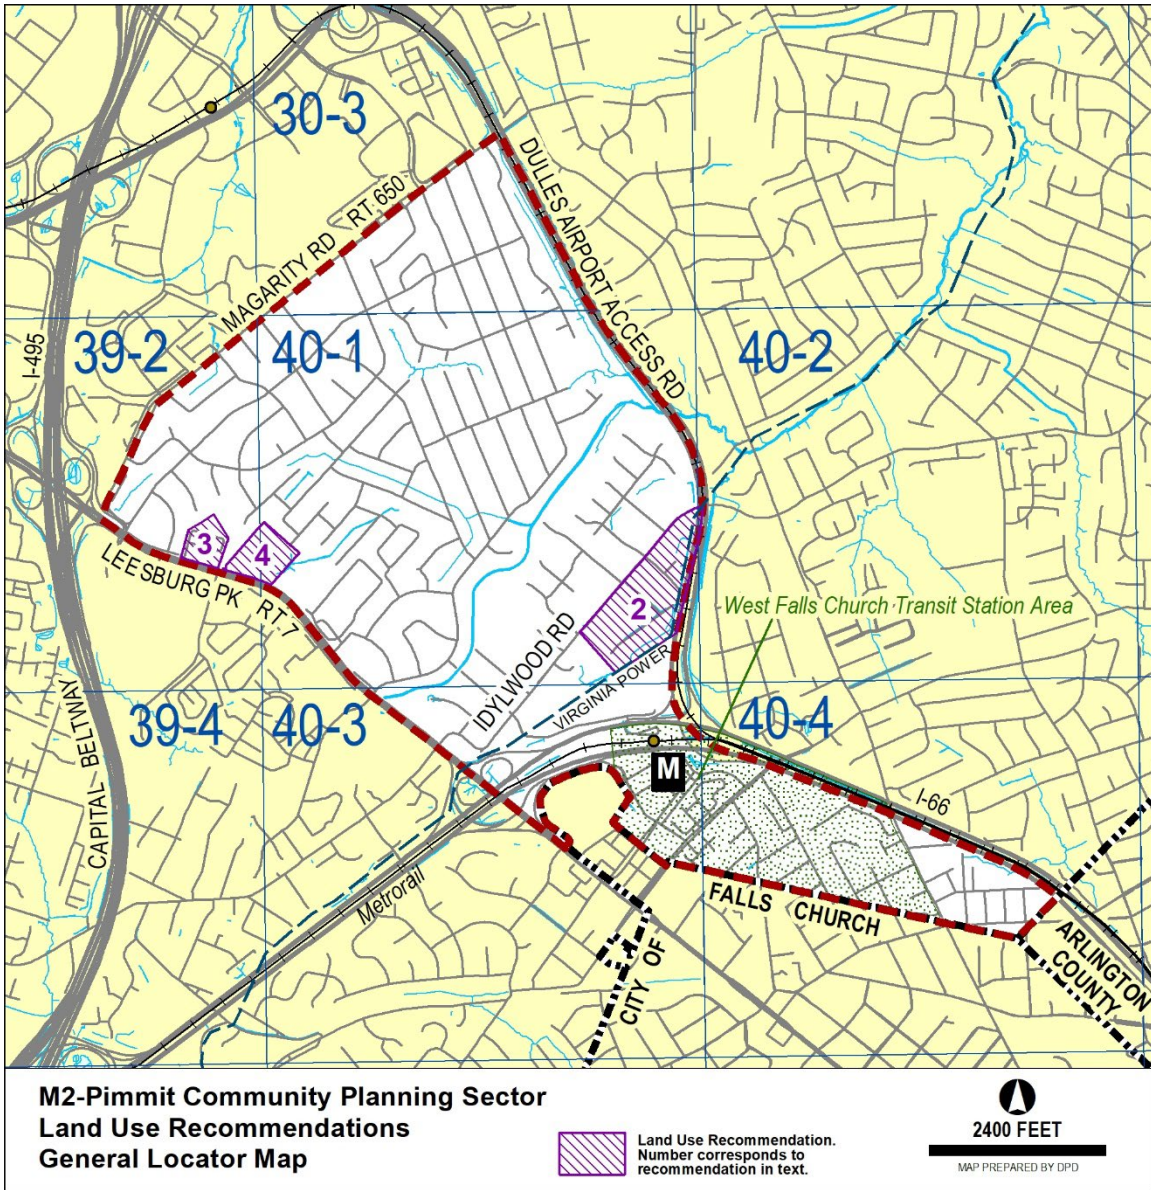 30-3
DULLES AIRPORT ACCESS RD
MAGARITY RD RT. 650
I-495
39-2
40-1
40-2
3
4
LEESBURG PK RT. 7
2
West Falls Church Transit Station Area
IDYLWOOD RD
VIRGINIA POWER
39-4
40-3
40-4
CAPITAL BELTWAY
M
I-66
Metrorail
CITY OF
FALLS CHURCH
ARLINGTON
COUNTY
M2-Pimmit Community Planning Sector
Land Use Recommendations
General Locator Map
Land Use Recommendation.
Number corresponds to
recommendation in text.
2400 FEET
MAP PREPARED BY DPD